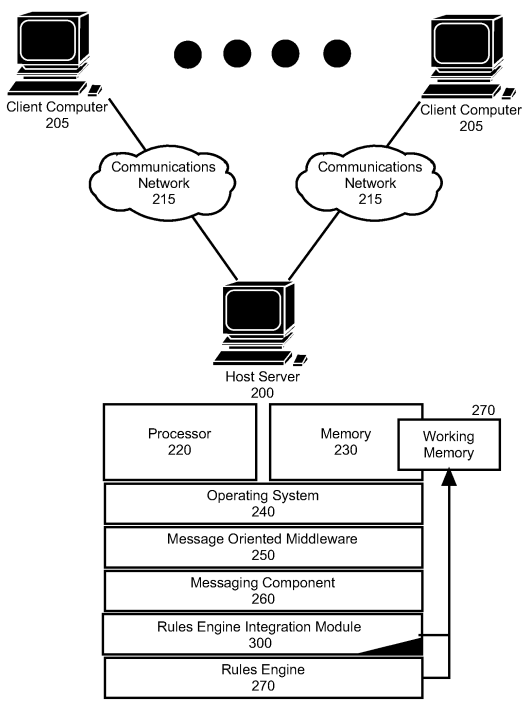 Client Computer
205
Client Computer
205
Communications
Network
215
Communications
Network
215
Host Server
200
Processor
220
Memory
230
270
Working
Memory
Operating System
240
Message Oriented Middleware
250
Messaging Component
260
Rules Engine Integration Module
300
Rules Engine
270